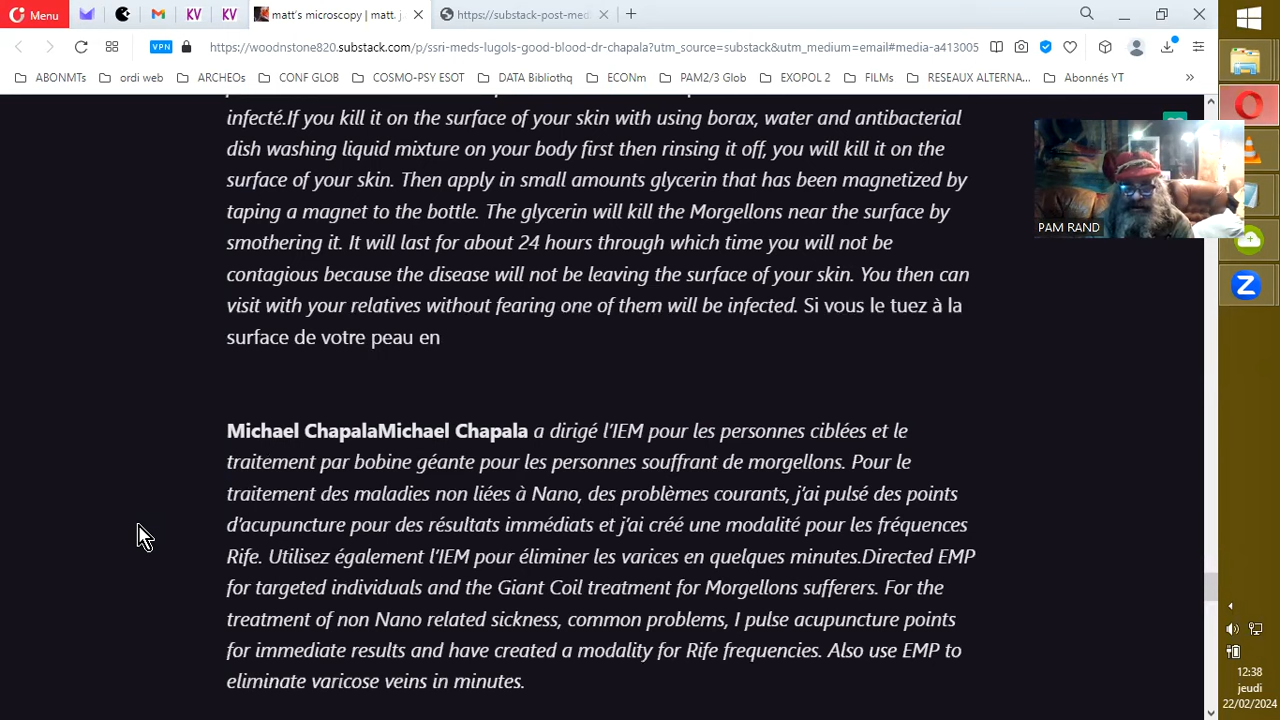 Menu
KV
KV
matt's microscopy | matt. j
https://substack-post-med
VPN
https://woodnstone820.substack.com/p/ssri-meds-lugols-good-blood-dr-chapala?utm_source=substack&utm_medium=email#media-a413005
ABONMTs
ordi web
ARCHEOs
CONF GLOB
COSMO-PSY ESOT
DATA Biblithq
ECONm
PAM2/3 Glob
EXOPOL 2
FILMs
RESEAUX ALTERNA...
Abonnés YT
infecté.If you kill it on the surface of your skin with using borax, water and antibacterial
dish washing liquid mixture on your body first then rinsing it off, you will kill it on the
surface of your skin. Then apply in small amounts glycerin that has been magnetized by
taping a magnet to the bottle. The glycerin will kill the Morgellons near the surface by
smothering it. It will last for about 24 hours through which time you will not be
contagious because the disease will not be leaving the surface of your skin. You then can
visit with your relatives without fearing one of them will be infected. Si vous le tuez à la
surface de votre peau en
PAM RAND
Michael ChapalaMichael Chapala a dirigé l'IEM pour les personnes ciblées et le
traitement par bobine géante pour les personnes souffrant de morgellons. Pour le
traitement des maladies non liées à Nano, des problèmes courants, j'ai pulsé des points
d'acupuncture pour des résultats immédiats et j'ai créé une modalité pour les fréquences
Rife. Utilisez également l'IEM pour éliminer les varices en quelques minutes.Directed EMP
for targeted individuals and the Giant Coil treatment for Morgellons sufferers. For the
treatment of non Nano related sickness, common problems, I pulse acupuncture points
for immediate results and have created a modality for Rife frequencies. Also use EMP to
eliminate varicose veins in minutes.
12:38
jeudi
22/02/2024